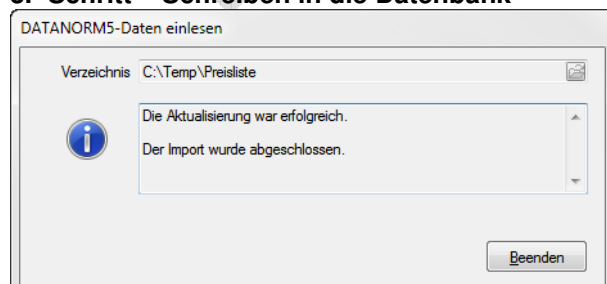 Schritt – Schreiben in die Datenbank
DATANORM5-Daten einlesen
Verzeichnis C:\Temp\Preisliste
Die Aktualisierung war erfolgreich.
Der Import wurde abgeschlossen.
Beenden